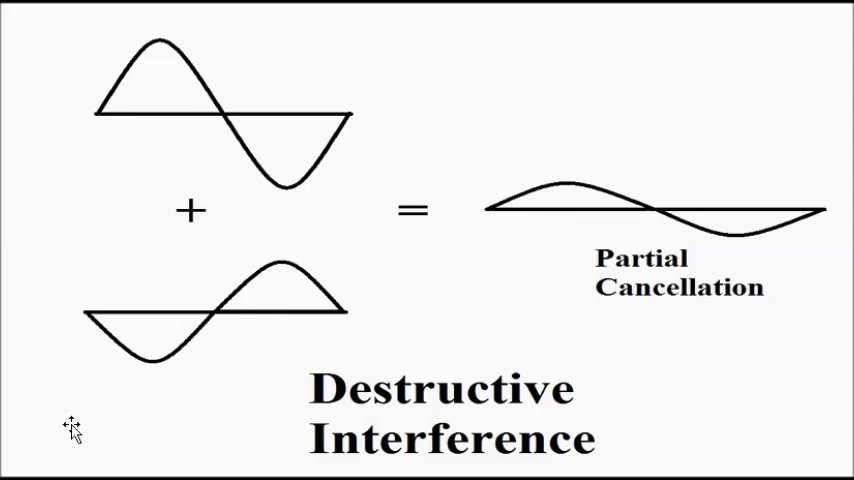 +
=
Partial
Cancellation
Destructive
Interference